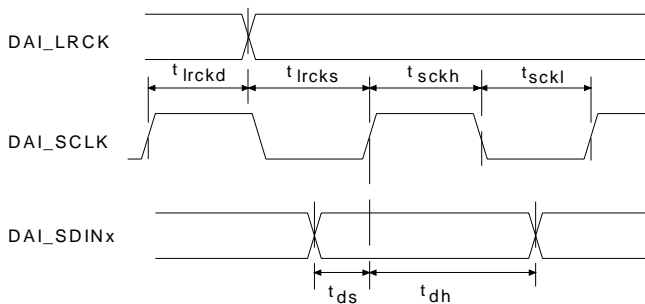 DAI_LRCK
t lrckd t lrcks t sckh t sckl
DAI_SCLK
DAI_SDINx
t ds t dh